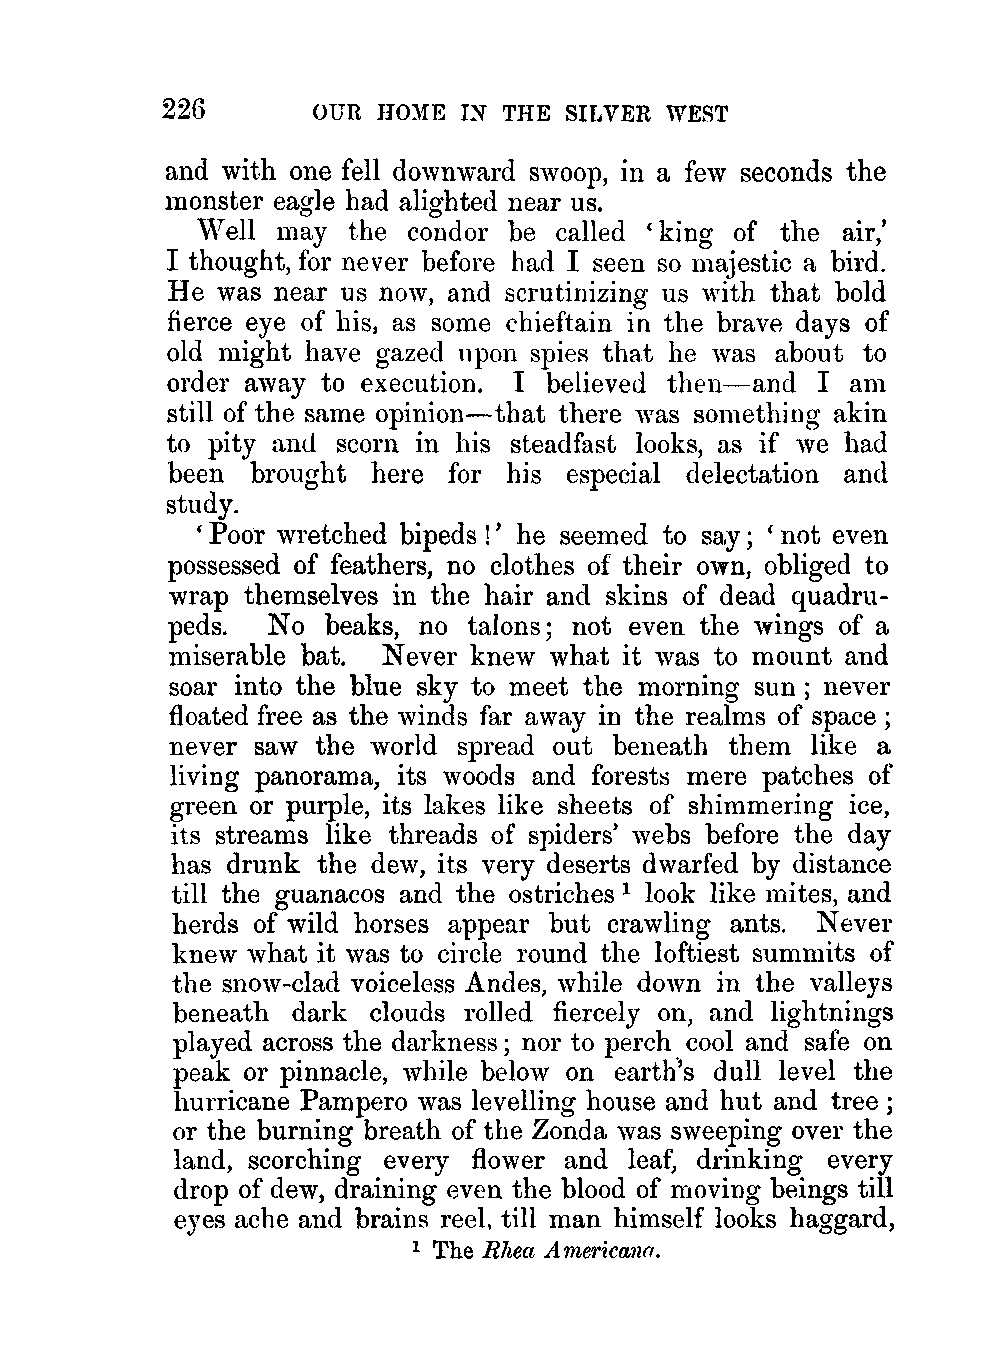 226 OUR HOME IN THE SILVER WEST
and with one fell downward swoop, in a few seconds the
monster eagle had alighted near us.
Well may the condor be called ‘king of the air,’
I thought, for never before had I seen so majestic a bird.
He was near us now, and scrutinizing us with that bold
fierce eye of his, as some chieftain in the brave days of
old might have gazed upon spies that he was about to
order away to execution. I believed then—and I am
still of the same opinion—that there was something akin
to pity and scorn in his steadfast looks, as if we had
been brought here for his especial delectation and
study.
‘Poor wretched bipeds!’ he seemed to say; ‘not even
possessed of feathers, no clothes of their own, obliged to
wrap themselves in the hair and skins of dead quadru-
peds. No beaks, no talons; not even the wings of a
miserable bat. Never knew what it was to mount and
soar into the blue sky to meet the morning sun; never
floated free as the winds far away in the realms of space;
never saw the world spread out beneath them like a
living panorama, its woods and forests mere patches of
green or purple, its lakes like sheets of shimmering ice,
its streams like threads of spiders’ webs before the day
has drunk the dew, its very deserts dwarfed by distance
till the guanacos and the ostriches ¹ look like mites, and
herds of wild horses appear but crawling ants. Never
knew what it was to circle round the loftiest summits of
the snow-clad voiceless Andes, while down in the valleys
beneath dark clouds rolled fiercely on, and lightnings
played across the darkness; nor to perch cool and safe on
peak or pinnacle, while below on earth’s dull level the
hurricane Pampero was levelling house and hut and tree;
or the burning breath of the Zonda was sweeping over the
land, scorching every flower and leaf, drinking every
drop of dew, draining even the blood of moving beings till
eyes ache and brains reel, till man himself looks haggard,
¹ The Rhea Americana.